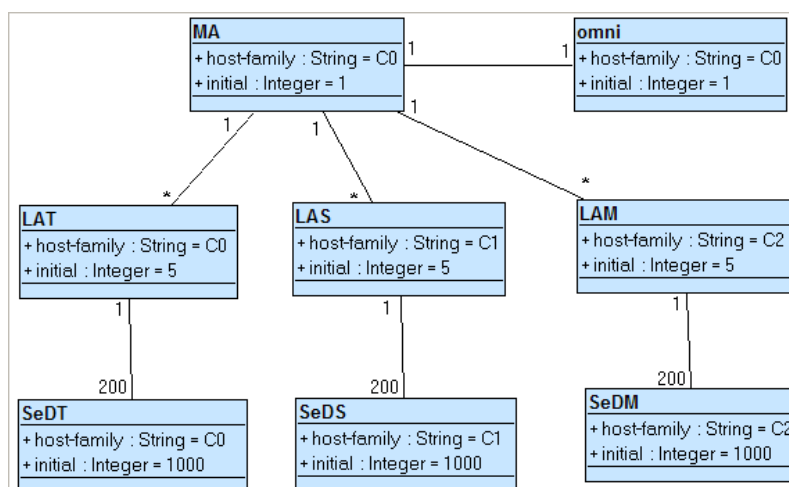 MA
+ host-family : String = C0
+ initial : Integer = 1
omni
+ host-family : String = C0
+ initial : Integer = 1
1
1
1
1
1
*
*
*
LAT
+ host-family : String = C0
+ initial : Integer = 5
LAS
+ host-family : String = C1
+ initial : Integer = 5
LAM
+ host-family : String = C2
+ initial : Integer = 5
1
1
1
200
200
200
SeDT
+ host-family : String = C0
+ initial : Integer = 1000
SeDS
+ host-family : String = C1
+ initial : Integer = 1000
SeDM
+ host-family : String = C2
+ initial : Integer = 1000